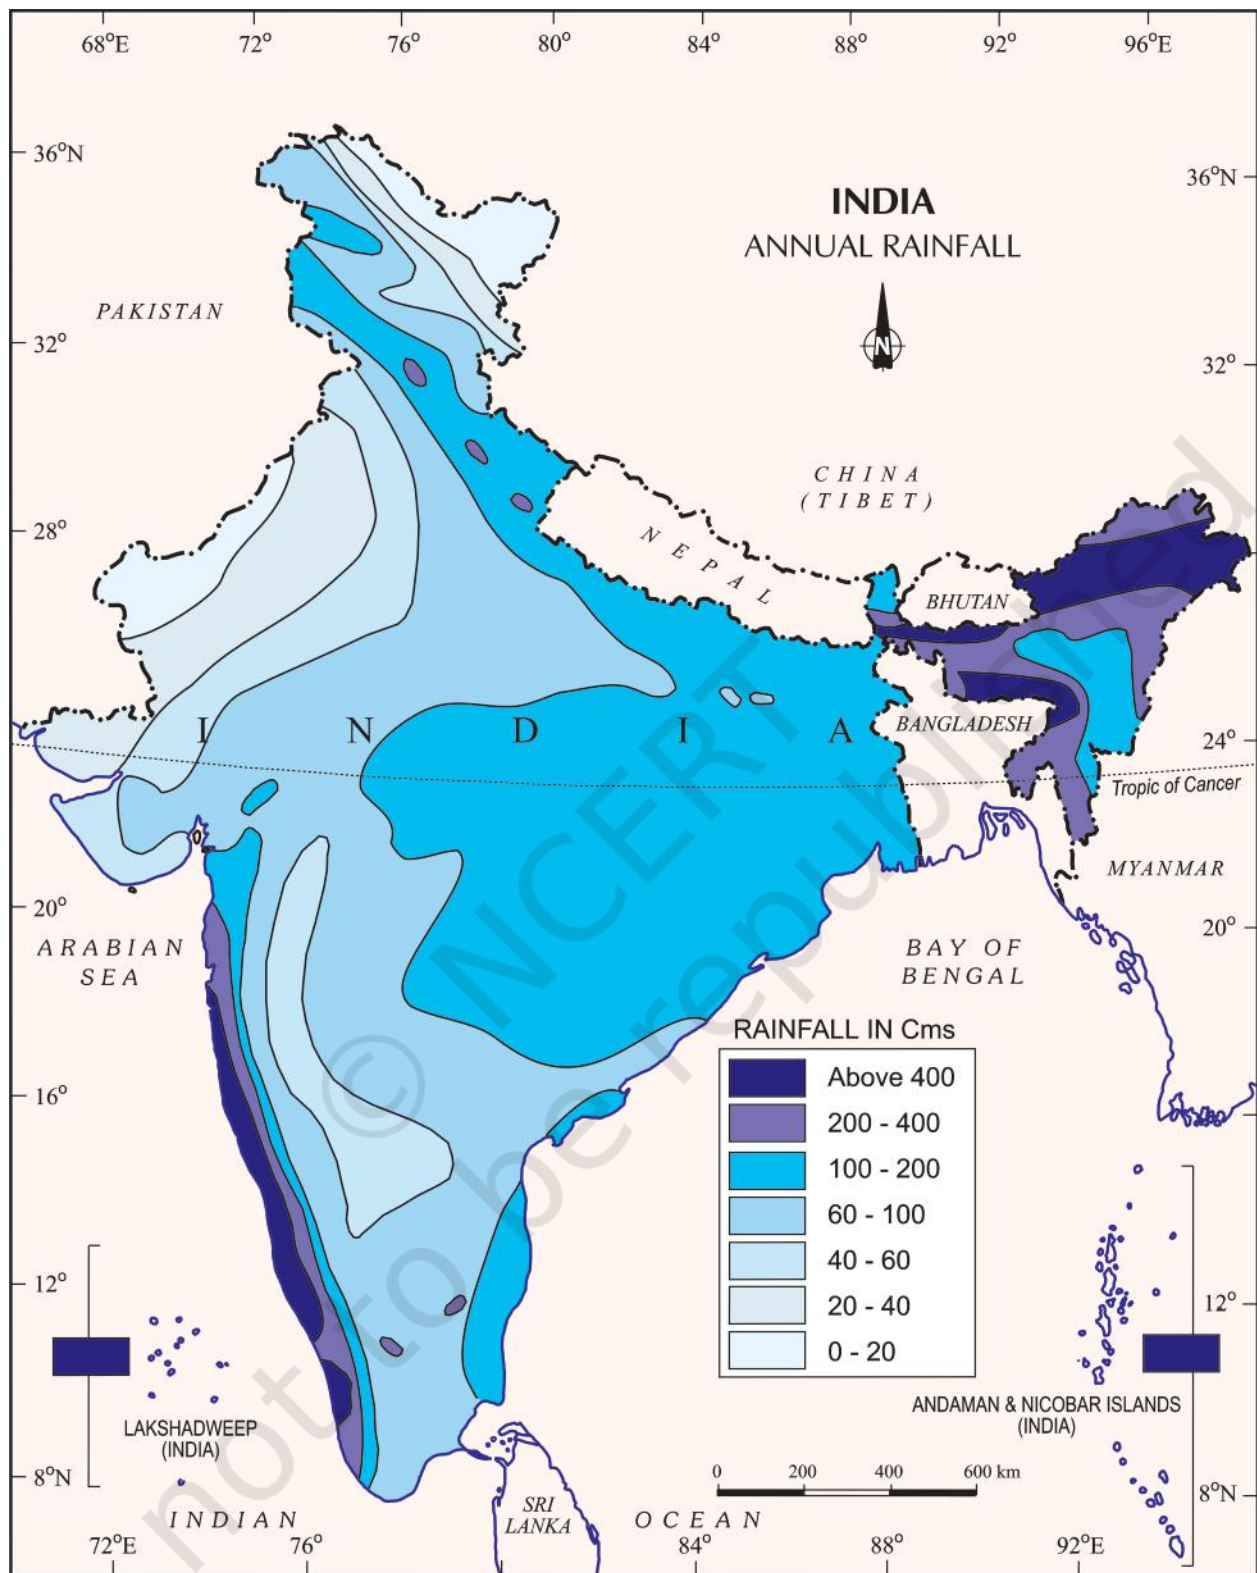 68°E 72° 76° 80° 84° 88° 92° 96°E
36°N
36°N
INDIA
ANNUAL RAINFALL
N
PAKISTAN
32°
32°
CHINA
(TIBET)
28°
NEPAL
BHUTAN
INDIA
BANGLADESH
24°
Tropic of Cancer
MYANMAR
20°
20°
ARABIAN
SEA
BAY OF
BENGAL
RAINFALL IN Cms
Above 400
200 - 400
100 - 200
60 - 100
40 - 60
20 - 40
0 - 20
16°
12°
12°
LAKSHADWEEP
(INDIA)
ANDAMAN & NICOBAR ISLANDS
(INDIA)
0 200 400 600 km
8°N
8°N
SRI
LANKA
INDIAN OCEAN
72°E 76° 84° 88° 92°E
© NCERT
not to be republished